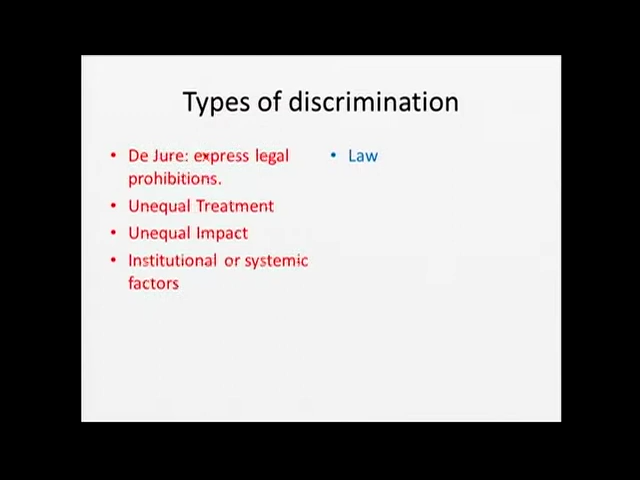 Types of discrimination
• De Jure: express legal
prohibitions.
• Unequal Treatment
• Unequal Impact
• Institutional or systemic
factors
• Law